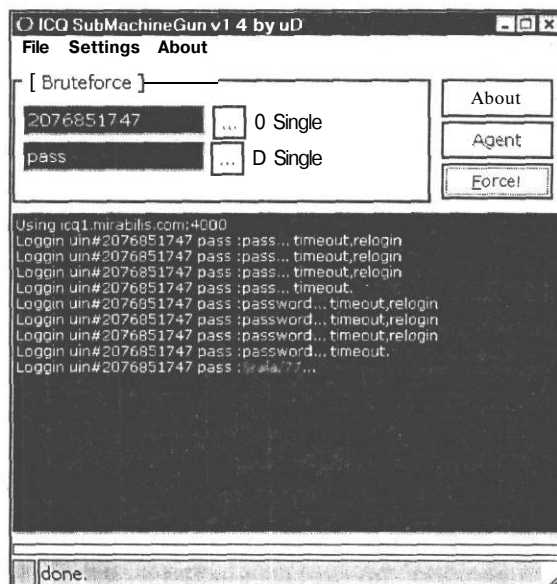 ICQ SubMachineGun v1 4 by uD
File Settings About
[ Bruteforce ]
2076851747 ... 0 Single
pass ... D Single
About
Agent
Force!
Using icq1.mirabilis.com:4000
Loggin uin#2076851747 pass :pass... timeout,relogin
Loggin uin#2076851747 pass :pass... timeout,relogin
Loggin uin#2076851747 pass :pass... timeout,relogin
Loggin uin#2076851747 pass :pass... timeout.
Loggin uin#2076851747 pass :password... timeout,relogin
Loggin uin#2076851747 pass :password... timeout,relogin
Loggin uin#2076851747 pass :password... timeout,relogin
Loggin uin#2076851747 pass :password... timeout.
Loggin uin#2076851747 pass :
done.